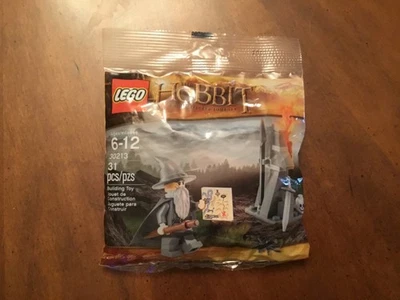 LEGO
THE HOBBIT
6-12
30213
31
pcs/pzs
Building Toy
Jouet de
Construction
Juguete para
Construir